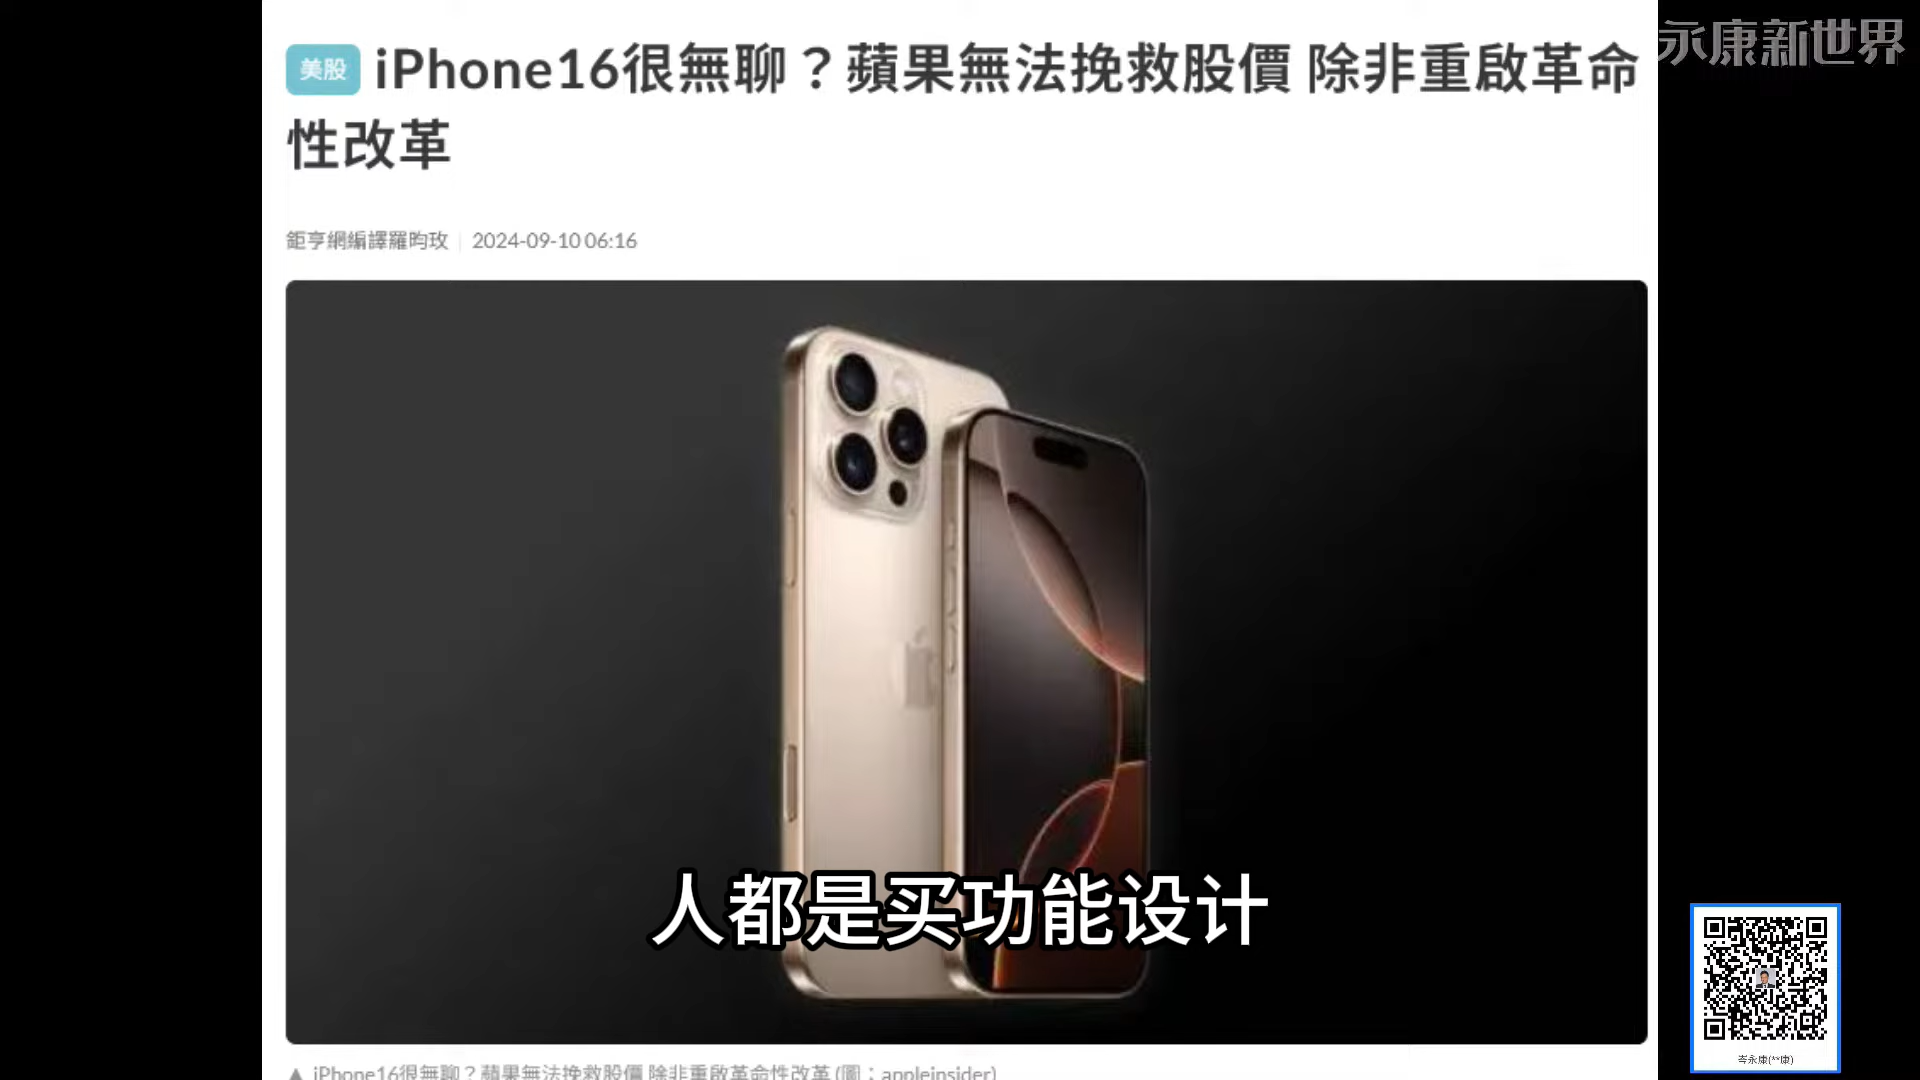 永康新世界
美股 iPhone16很無聊？蘋果無法挽救股價 除非重啟革命
性改革
鉅亨網編譯羅昀玫 | 2024-09-10 06:16
人都是买功能设计
岑永康(**康)
▲ iPhone16很無聊？蘋果無法挽救股價 除非重啟革命性改革 (圖：appleinsider)